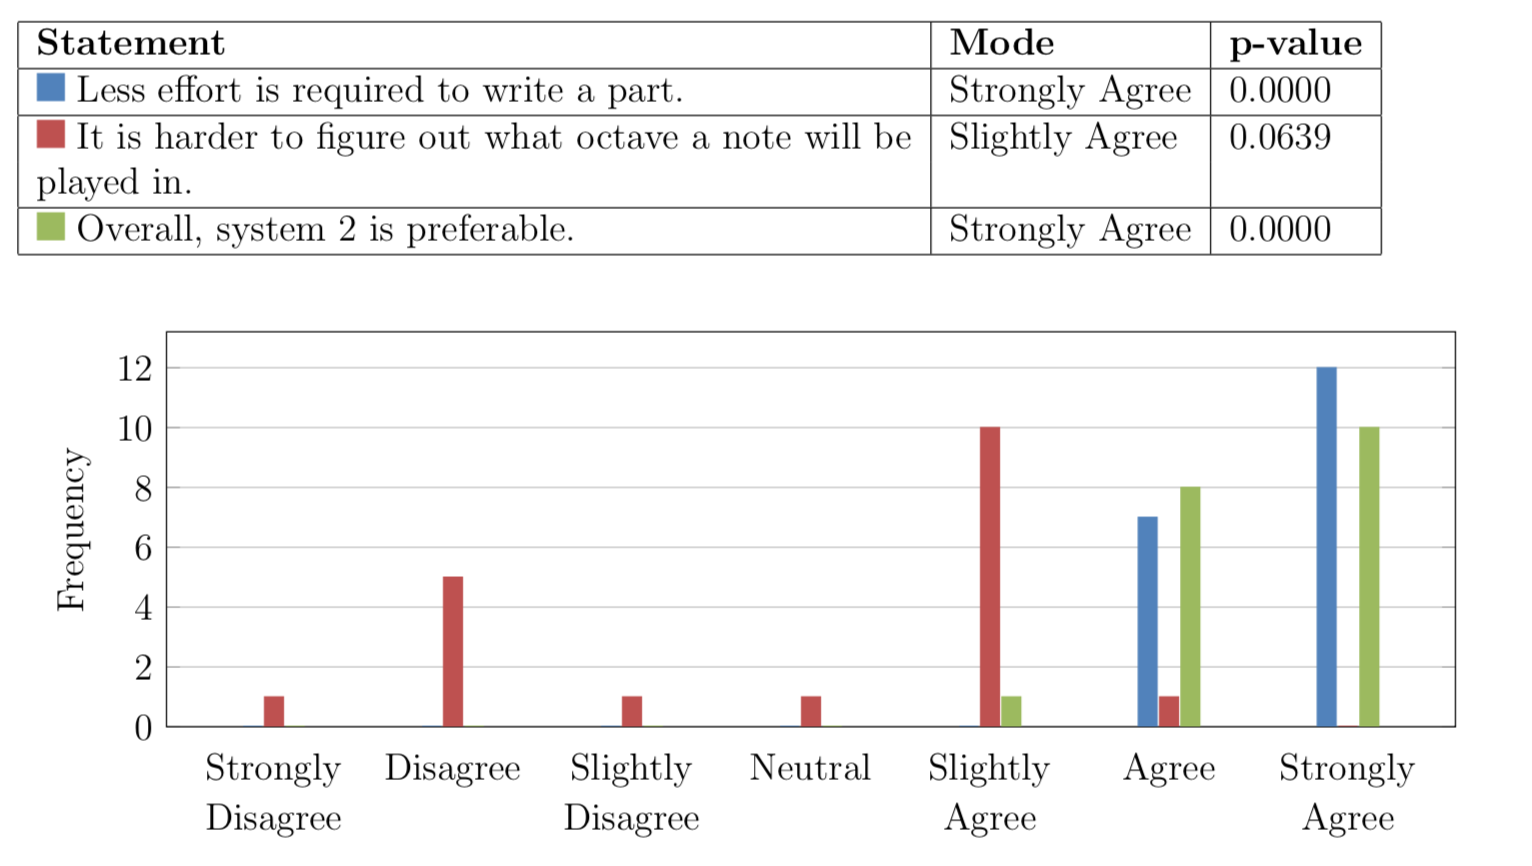 Statement Mode p-value
Less effort is required to write a part. Strongly Agree 0.0000
It is harder to figure out what octave a note will be Slightly Agree 0.0639
played in.
Overall, system 2 is preferable. Strongly Agree 0.0000
12
10
8
6
4
2
0
Frequency
Strongly Disagree Slightly Neutral Slightly Agree Strongly
Disagree Disagree Agree Agree